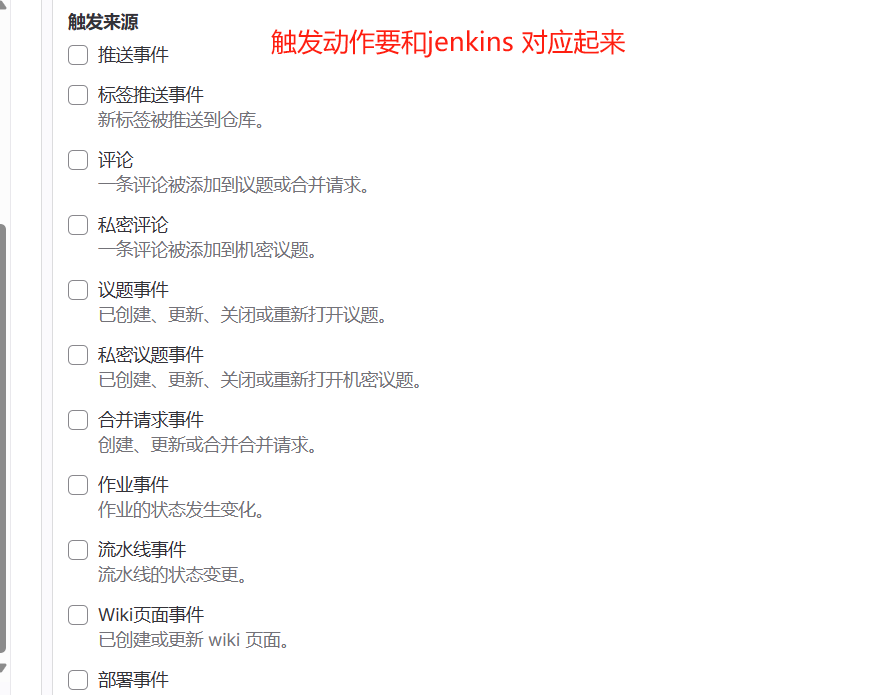 触发来源
触发动作要和jenkins 对应起来
推送事件
标签推送事件
新标签被推送到仓库。
评论
一条评论被添加到议题或合并请求。
私密评论
一条评论被添加到机密议题。
议题事件
已创建、更新、关闭或重新打开议题。
私密议题事件
已创建、更新、关闭或重新打开机密议题。
合并请求事件
创建、更新或合并合并请求。
作业事件
作业的状态发生变化。
流水线事件
流水线的状态变更。
Wiki页面事件
已创建或更新 wiki 页面。
部署事件